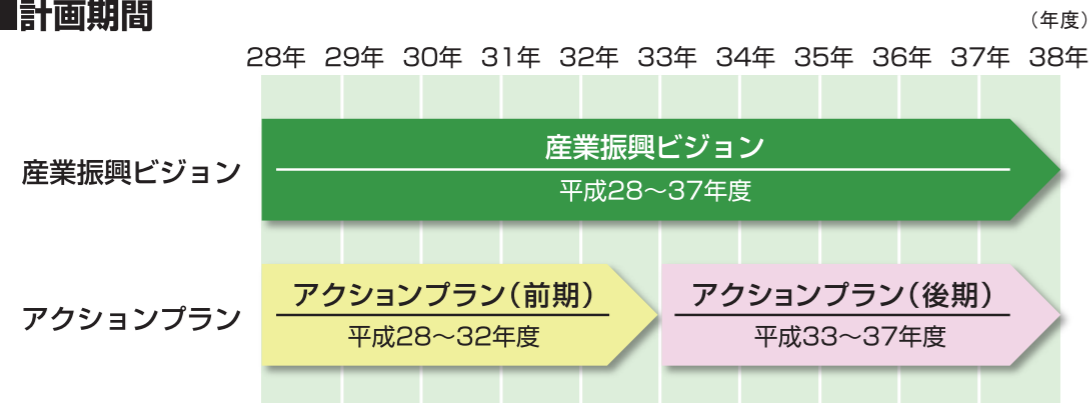 ■計画期間
（年度）
28年 29年 30年 31年 32年 33年 34年 35年 36年 37年 38年
産業振興ビジョン
産業振興ビジョン
平成28〜37年度
アクションプラン
アクションプラン（前期）
平成28〜32年度
アクションプラン（後期）
平成33〜37年度